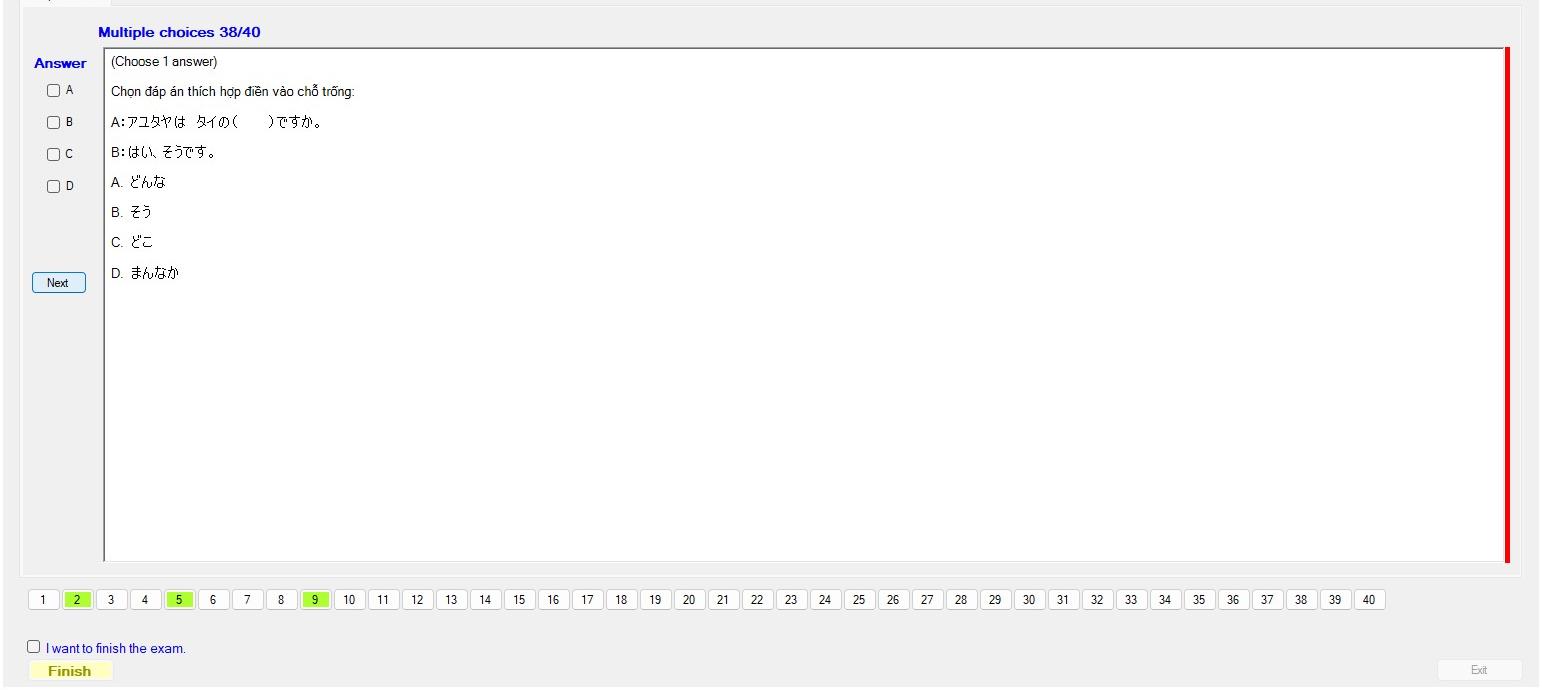 Multiple choices 38/40
Answer
A
B
C
D
Next
(Choose 1 answer)
Chọn đáp án thích hợp điền vào chỗ trống:
A:アユタヤは　タイの(　　)ですか。
B:はい、そうです。
A. どんな
B. そう
C. どこ
D. まんなか
1 2 3 4 5 6 7 8 9 10 11 12 13 14 15 16 17 18 19 20 21 22 23 24 25 26 27 28 29 30 31 32 33 34 35 36 37 38 39 40
I want to finish the exam.
Finish
Exit